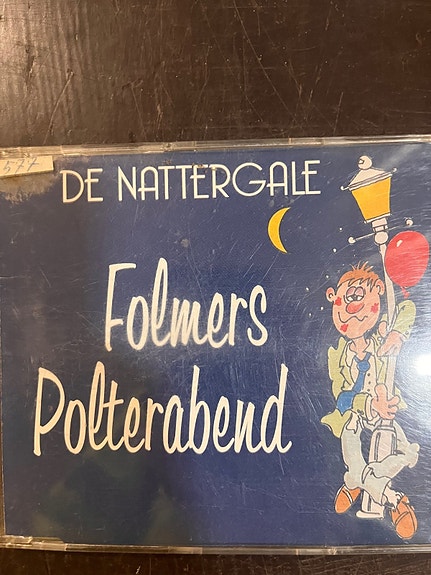 DE NATTERGALE
Folmers
Polterabend